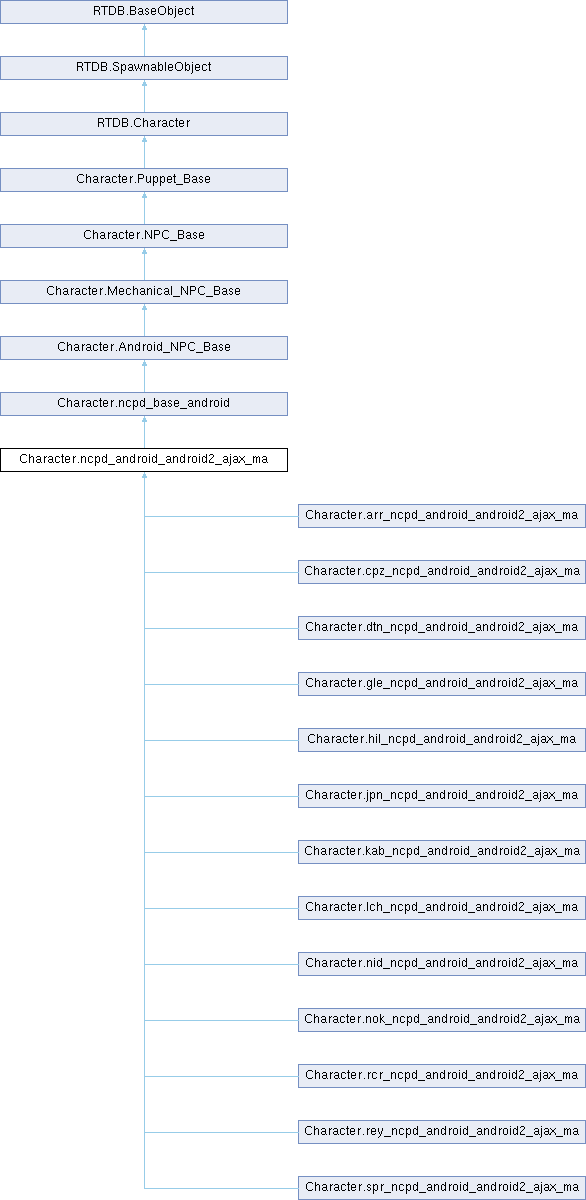 RTDB.BaseObject
RTDB.SpawnableObject
RTDB.Character
Character.Puppet_Base
Character.NPC_Base
Character.Mechanical_NPC_Base
Character.Android_NPC_Base
Character.ncpd_base_android
Character.ncpd_android_android2_ajax_ma
Character.arr_ncpd_android_android2_ajax_ma
Character.cpz_ncpd_android_android2_ajax_ma
Character.dtn_ncpd_android_android2_ajax_ma
Character.gle_ncpd_android_android2_ajax_ma
Character.hil_ncpd_android_android2_ajax_ma
Character.jpn_ncpd_android_android2_ajax_ma
Character.kab_ncpd_android_android2_ajax_ma
Character.lch_ncpd_android_android2_ajax_ma
Character.nid_ncpd_android_android2_ajax_ma
Character.nok_ncpd_android_android2_ajax_ma
Character.rcr_ncpd_android_android2_ajax_ma
Character.rey_ncpd_android_android2_ajax_ma
Character.spr_ncpd_android_android2_ajax_ma